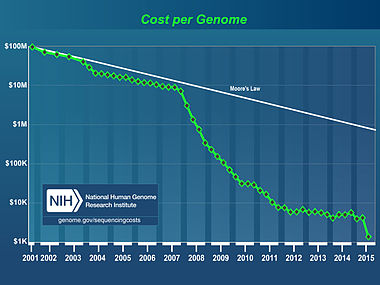 Cost per Genome
$100M
$10M
$1M
$100K
$10K
$1K
Moore's Law
NIH
National Human Genome
Research Institute
genome.gov/sequencingcosts
2001 2002 2003 2004 2005 2006 2007 2008 2009 2010 2011 2012 2013 2014 2015